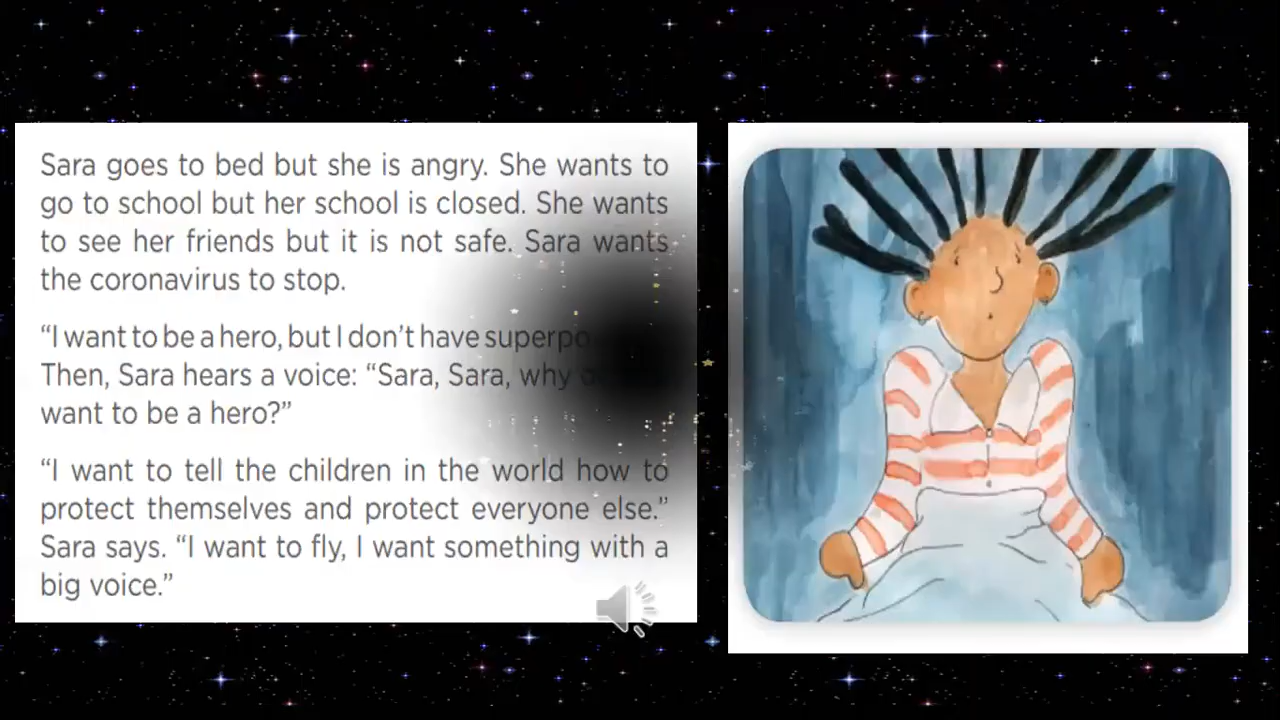 Sara goes to bed but she is angry. She wants to
go to school but her school is closed. She wants
to see her friends but it is not safe. Sara wants
the coronavirus to stop.
“I want to be a hero, but I don’t have
Then, Sara hears a voice: “Sara, Sara, why
want to be a hero?”
“I want to tell the children in the world how to
protect themselves and protect everyone else.”
Sara says. “I want to fly, I want something with a
big voice.”